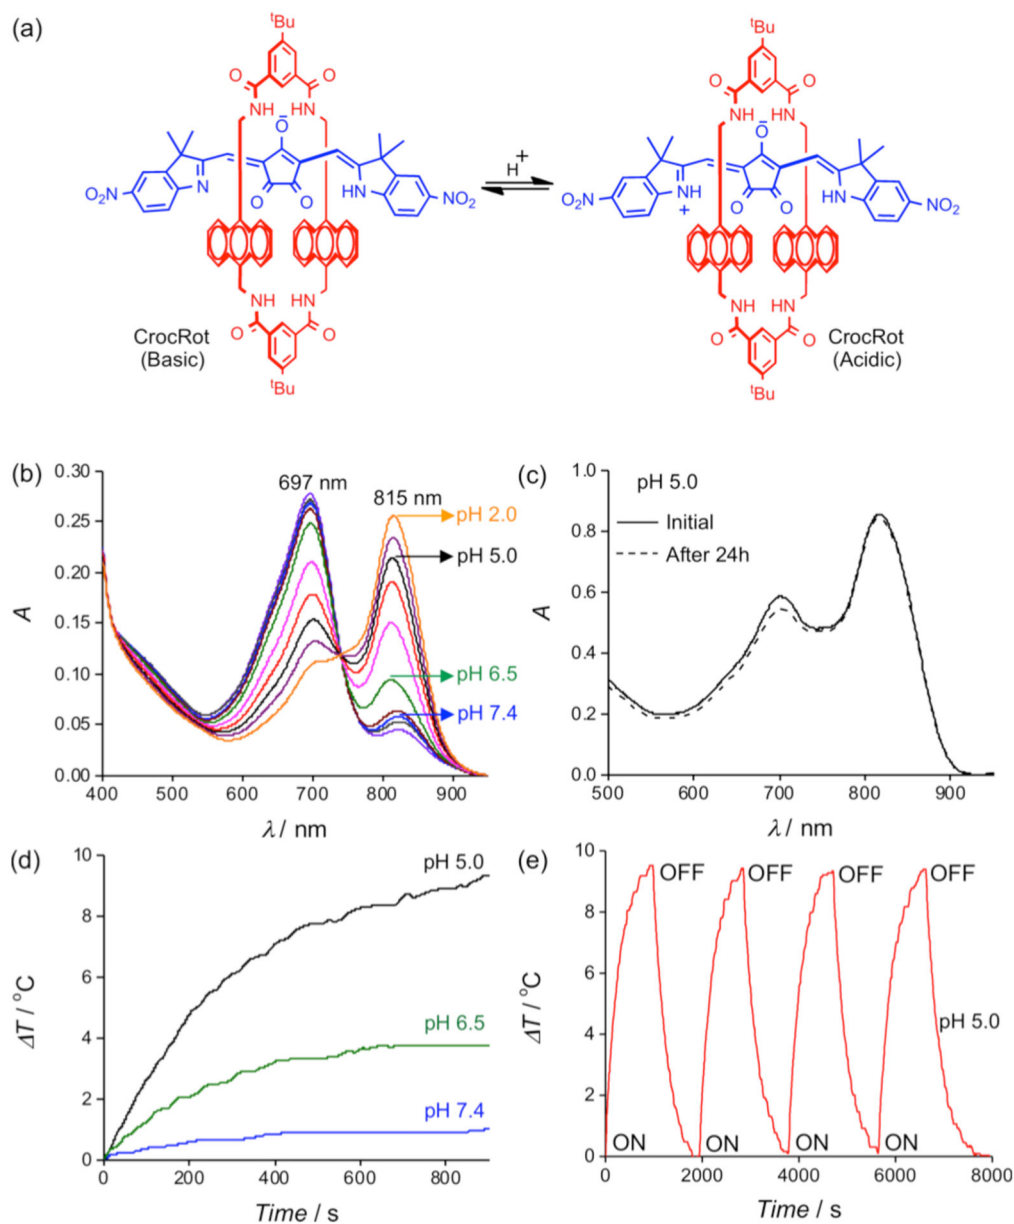 (a)
ᵗBu
ᵗBu
O O
O O
NH HN
NH HN
O⁻
O⁻
H⁺
NO₂ N O O HN NO₂
O₂N NH + O O HN NO₂
NH HN
NH HN
O O
O O
CrocRot
(Basic)
CrocRot
(Acidic)
ᵗBu
ᵗBu
(b)
697 nm
815 nm
pH 2.0
pH 5.0
pH 6.5
pH 7.4
0.30
0.25
0.20
0.15
0.10
0.05
0.00
A
400 500 600 700 800 900
λ / nm
(c)
pH 5.0
Initial
After 24h
1.0
0.8
0.6
0.4
0.2
0.0
A
500 600 700 800 900
λ / nm
(d)
pH 5.0
pH 6.5
pH 7.4
10
8
6
4
2
0
ΔT / °C
0 200 400 600 800
Time / s
(e)
OFF OFF OFF OFF
pH 5.0
ON ON ON ON
10
8
6
4
2
0
ΔT / °C
0 2000 4000 6000 8000
Time / s